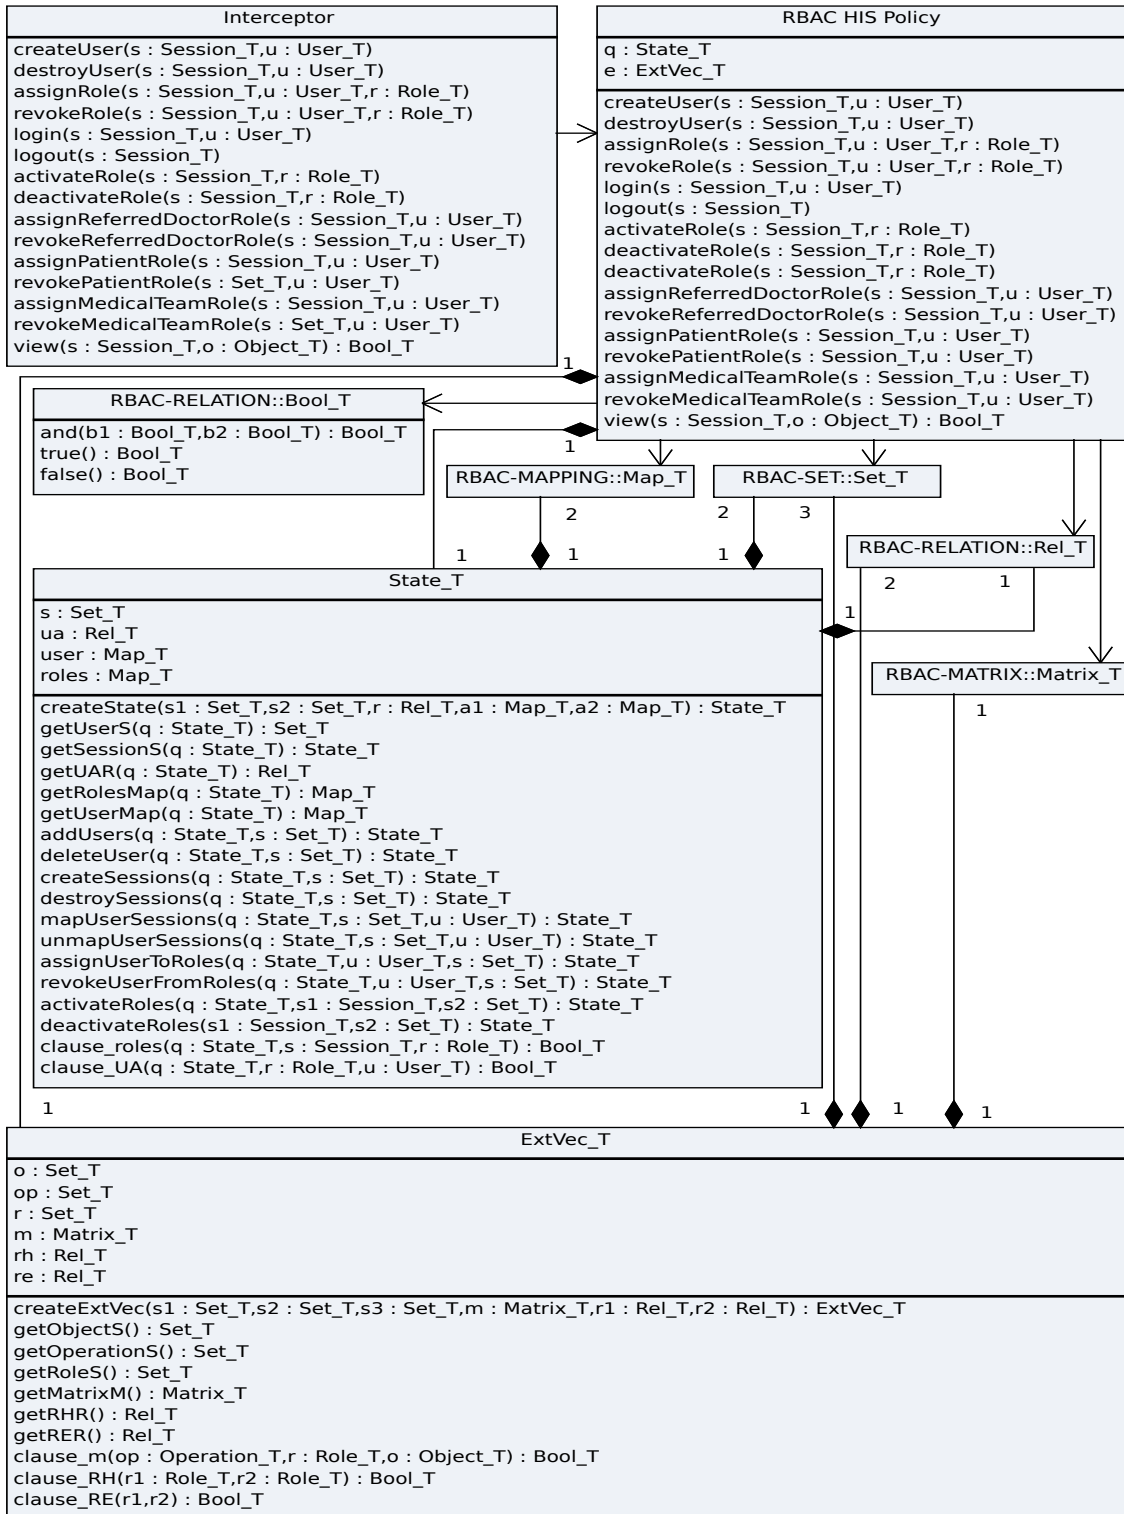 Interceptor
createUser(s : Session_T,u : User_T)
destroyUser(s : Session_T,u : User_T)
assignRole(s : Session_T,u : User_T,r : Role_T)
revokeRole(s : Session_T,u : User_T,r : Role_T)
login(s : Session_T,u : User_T)
logout(s : Session_T)
activateRole(s : Session_T,r : Role_T)
deactivateRole(s : Session_T,r : Role_T)
assignReferredDoctorRole(s : Session_T,u : User_T)
revokeReferredDoctorRole(s : Session_T,u : User_T)
assignPatientRole(s : Session_T,u : User_T)
revokePatientRole(s : Set_T,u : User_T)
assignMedicalTeamRole(s : Session_T,u : User_T)
revokeMedicalTeamRole(s : Set_T,u : User_T)
view(s : Session_T,o : Object_T) : Bool_T
RBAC HIS Policy
q : State_T
e : ExtVec_T
createUser(s : Session_T,u : User_T)
destroyUser(s : Session_T,u : User_T)
assignRole(s : Session_T,u : User_T,r : Role_T)
revokeRole(s : Session_T,u : User_T,r : Role_T)
login(s : Session_T,u : User_T)
logout(s : Session_T)
activateRole(s : Session_T,r : Role_T)
deactivateRole(s : Session_T,r : Role_T)
deactivateRole(s : Session_T,r : Role_T)
assignReferredDoctorRole(s : Session_T,u : User_T)
revokeReferredDoctorRole(s : Session_T,u : User_T)
assignPatientRole(s : Session_T,u : User_T)
revokePatientRole(s : Session_T,u : User_T)
assignMedicalTeamRole(s : Session_T,u : User_T)
revokeMedicalTeamRole(s : Session_T,u : User_T)
view(s : Session_T,o : Object_T) : Bool_T
1
RBAC-RELATION::Bool_T
and(b1 : Bool_T,b2 : Bool_T) : Bool_T
true() : Bool_T
false() : Bool_T
1
RBAC-MAPPING::Map_T
RBAC-SET::Set_T
2
2
3
RBAC-RELATION::Rel_T
1
1
1
2
1
State_T
s : Set_T
ua : Rel_T
user : Map_T
roles : Map_T
1
RBAC-MATRIX::Matrix_T
1
createState(s1 : Set_T,s2 : Set_T,r : Rel_T,a1 : Map_T,a2 : Map_T) : State_T
getUserS(q : State_T) : Set_T
getSessionS(q : State_T) : State_T
getUAR(q : State_T) : Rel_T
getRolesMap(q : State_T) : Map_T
getUserMap(q : State_T) : Map_T
addUsers(q : State_T,s : Set_T) : State_T
deleteUser(q : State_T,s : Set_T) : State_T
createSessions(q : State_T,s : Set_T) : State_T
destroySessions(q : State_T,s : Set_T) : State_T
mapUserSessions(q : State_T,s : Set_T,u : User_T) : State_T
unmapUserSessions(q : State_T,s : Set_T,u : User_T) : State_T
assignUserToRoles(q : State_T,u : User_T,s : Set_T) : State_T
revokeUserFromRoles(q : State_T,u : User_T,s : Set_T) : State_T
activateRoles(q : State_T,s1 : Session_T,s2 : Set_T) : State_T
deactivateRoles(s1 : Session_T,s2 : Set_T) : State_T
clause_roles(q : State_T,s : Session_T,r : Role_T) : Bool_T
clause_UA(q : State_T,r : Role_T,u : User_T) : Bool_T
1
1
1
1
ExtVec_T
o : Set_T
op : Set_T
r : Set_T
m : Matrix_T
rh : Rel_T
re : Rel_T
createExtVec(s1 : Set_T,s2 : Set_T,s3 : Set_T,m : Matrix_T,r1 : Rel_T,r2 : Rel_T) : ExtVec_T
getObjectS() : Set_T
getOperationS() : Set_T
getRoleS() : Set_T
getMatrixM() : Matrix_T
getRHR() : Rel_T
getRER() : Rel_T
clause_m(op : Operation_T,r : Role_T,o : Object_T) : Bool_T
clause_RH(r1 : Role_T,r2 : Role_T) : Bool_T
clause_RE(r1,r2) : Bool_T